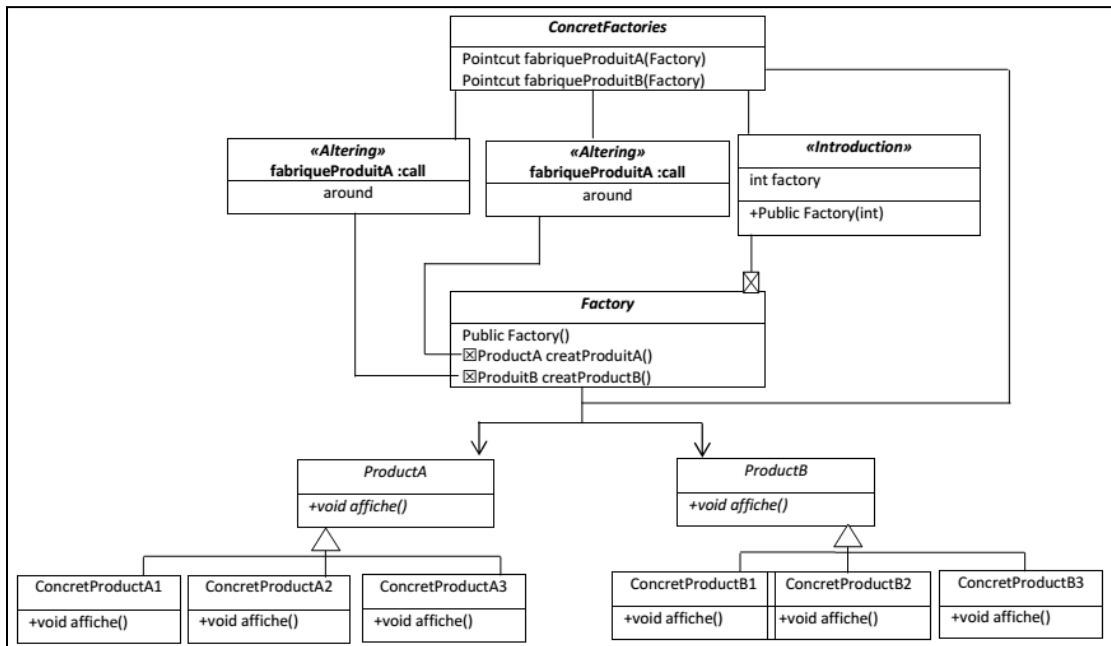 ConcretFactories
Pointcut fabriqueProduitA(Factory)
Pointcut fabriqueProduitB(Factory)
«Altering»
fabriqueProduitA :call
around
«Altering»
fabriqueProduitA :call
around
«Introduction»
int factory
+Public Factory(int)
Factory
Public Factory()
☒ProductA creatProduitA()
☒ProduitB creatProductB()
ProductA
+void affiche()
ProductB
+void affiche()
ConcretProductA1
+void affiche()
ConcretProductA2
+void affiche()
ConcretProductA3
+void affiche()
ConcretProductB1
+void affiche()
ConcretProductB2
+void affiche()
ConcretProductB3
+void affiche()